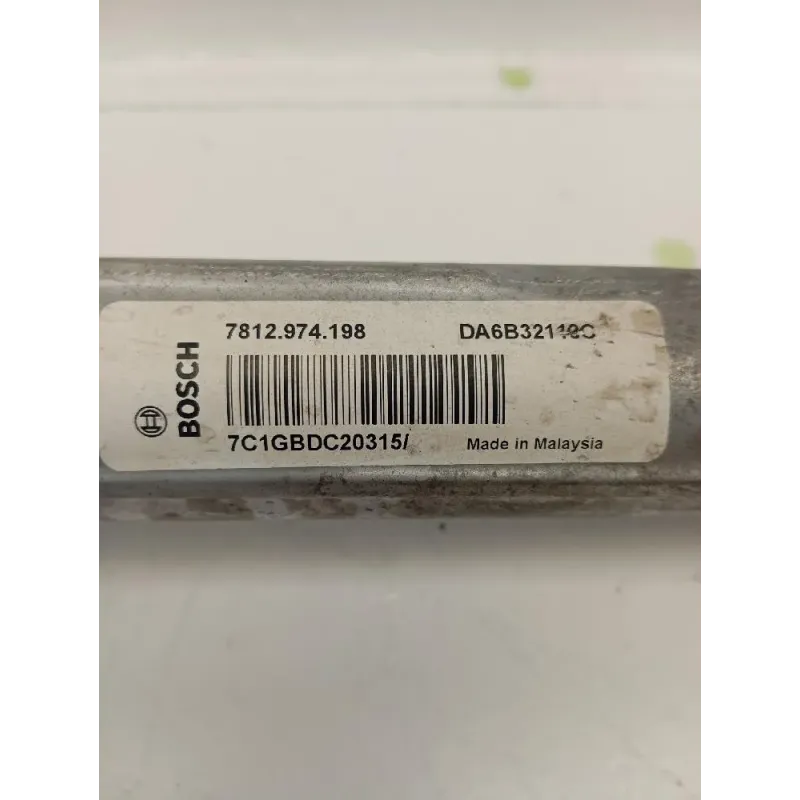 BOSCH
7812.974.198
7C1GBDC20315/
Made in Malaysia